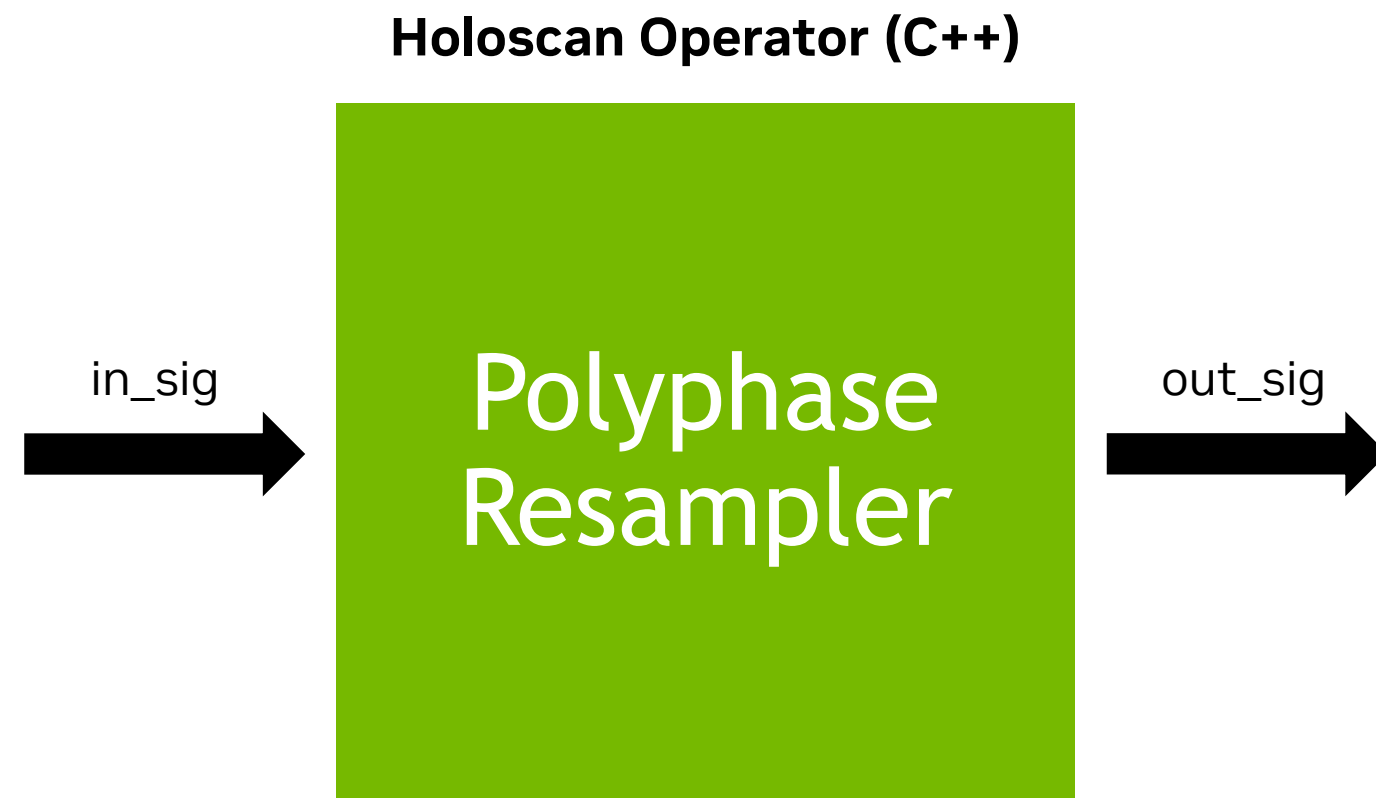 Holoscan Operator (C++)
in_sig
Polyphase
Resampler
out_sig